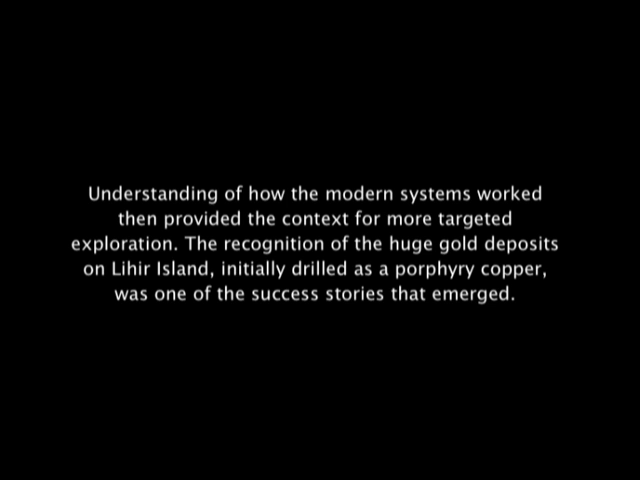 Understanding of how the modern systems worked
then provided the context for more targeted
exploration. The recognition of the huge gold deposits
on Lihir Island, initially drilled as a porphyry copper,
was one of the success stories that emerged.